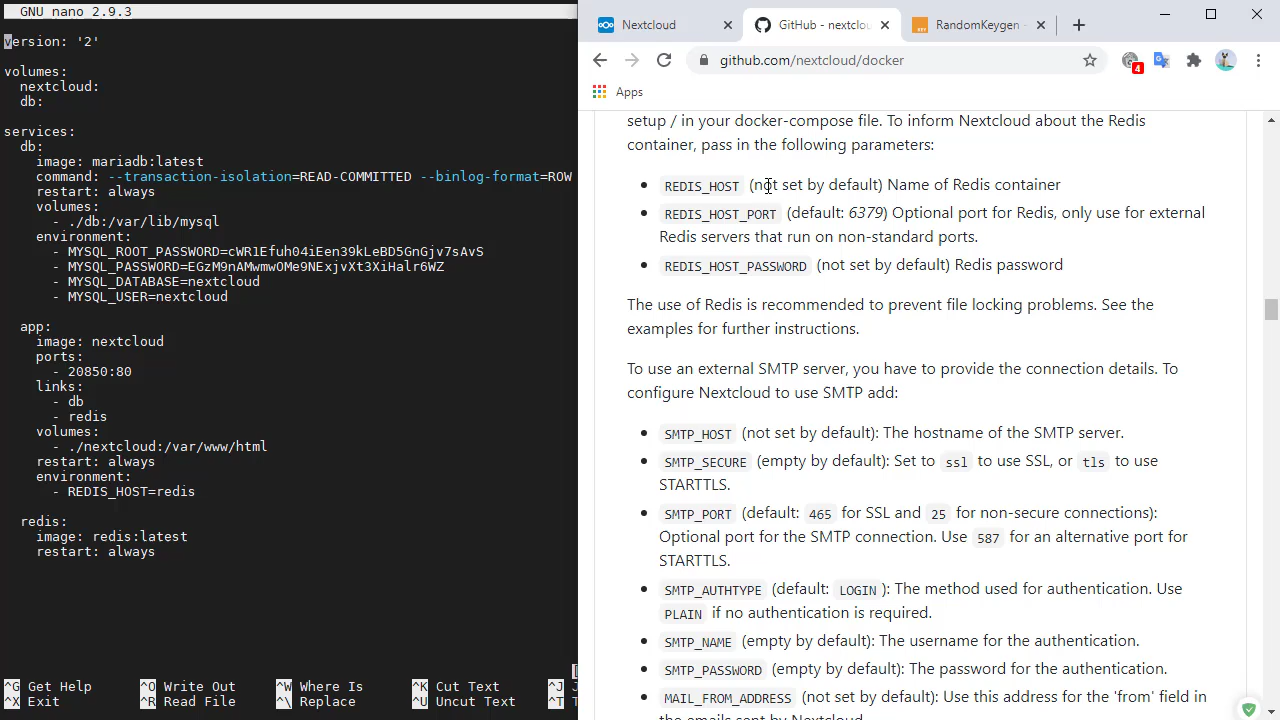 GNU nano 2.9.3
version: '2'
volumes:
nextcloud:
db:
services:
db:
image: mariadb:latest
command: --transaction-isolation=READ-COMMITTED --binlog-format=ROW
restart: always
volumes:
- ./db:/var/lib/mysql
environment:
- MYSQL_ROOT_PASSWORD=cWR1Efuh04iEen39kLeBD5GnGjv7sAvS
- MYSQL_PASSWORD=EGzM9nAMwmwOMe9NExjvXt3XiHalr6WZ
- MYSQL_DATABASE=nextcloud
- MYSQL_USER=nextcloud
app:
image: nextcloud
ports:
- 20850:80
links:
- db
- redis
volumes:
- ./nextcloud:/var/www/html
restart: always
environment:
- REDIS_HOST=redis
redis:
image: redis:latest
restart: always
^G Get Help ^O Write Out ^W Where Is ^K Cut Text ^J
^X Exit ^R Read File ^\ Replace ^U Uncut Text ^T
Nextcloud
GitHub - nextclou
RandomKeygen -
github.com/nextcloud/docker
4
Apps
setup / in your docker-compose file. To inform Nextcloud about the Redis
container, pass in the following parameters:
• REDIS_HOST (not set by default) Name of Redis container
• REDIS_HOST_PORT (default: 6379) Optional port for Redis, only use for external
Redis servers that run on non-standard ports.
• REDIS_HOST_PASSWORD (not set by default) Redis password
The use of Redis is recommended to prevent file locking problems. See the
examples for further instructions.
To use an external SMTP server, you have to provide the connection details. To
configure Nextcloud to use SMTP add:
• SMTP_HOST (not set by default): The hostname of the SMTP server.
• SMTP_SECURE (empty by default): Set to ssl to use SSL, or tls to use
STARTTLS.
• SMTP_PORT (default: 465 for SSL and 25 for non-secure connections):
Optional port for the SMTP connection. Use 587 for an alternative port for
STARTTLS.
• SMTP_AUTHTYPE (default: LOGIN ): The method used for authentication. Use
PLAIN if no authentication is required.
• SMTP_NAME (empty by default): The username for the authentication.
• SMTP_PASSWORD (empty by default): The password for the authentication.
• MAIL_FROM_ADDRESS (not set by default): Use this address for the 'from' field in
the emails sent by Nextcloud.